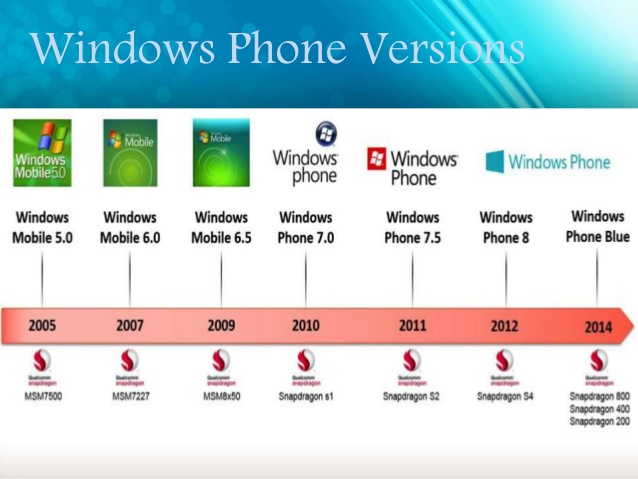 Windows Phone Versions
Windows
Mobile5.0
Windows
Mobile
Windows
Mobile
Windows
phone
Windows
Phone
Windows Phone
Windows
Mobile 5.0
Windows
Mobile 6.0
Windows
Mobile 6.5
Windows
Phone 7.0
Windows
Phone 7.5
Windows
Phone 8
Windows
Phone Blue
2005
2007
2009
2010
2011
2012
2014
Qualcomm
snapdragon
MSM7500
Qualcomm
snapdragon
MSM7227
Qualcomm
snapdragon
MSM8x50
Qualcomm
snapdragon
Snapdragon s1
Qualcomm
snapdragon
Snapdragon S2
Qualcomm
snapdragon
Snapdragon S4
Qualcomm
snapdragon
Snapdragon 800
Snapdragon 400
Snapdragon 200